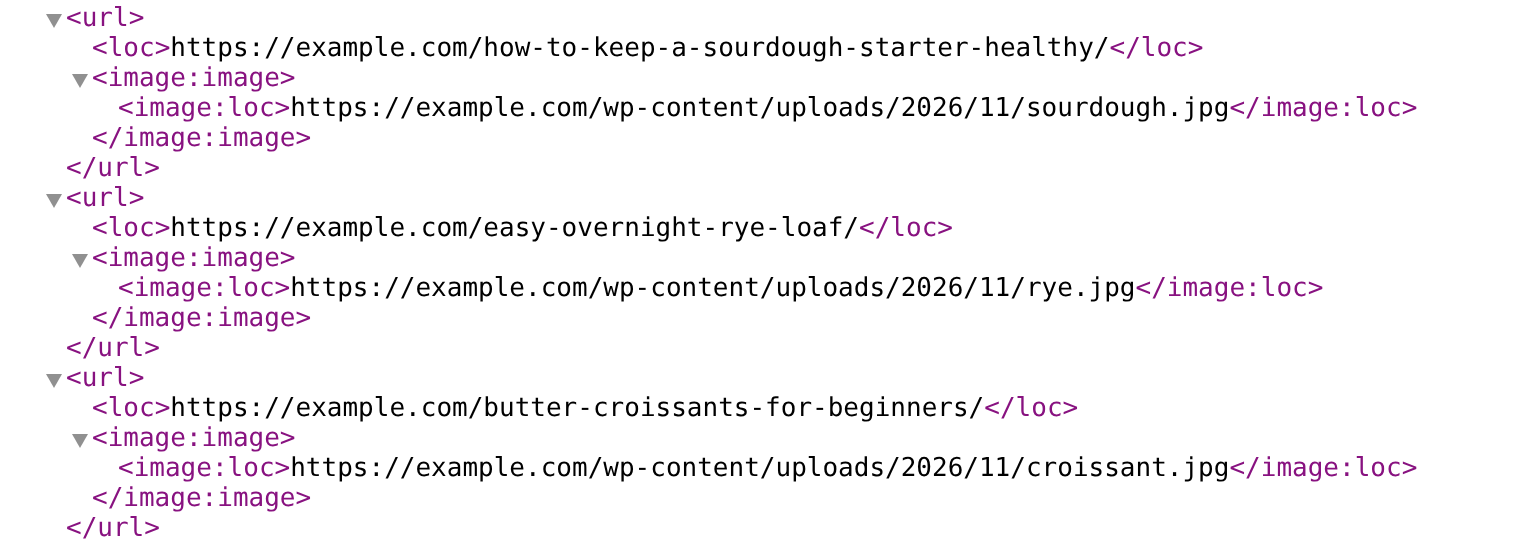 <url>
<loc>https://example.com/how-to-keep-a-sourdough-starter-healthy/</loc>
<image:image>
<image:loc>https://example.com/wp-content/uploads/2026/11/sourdough.jpg</image:loc>
</image:image>
</url>
<url>
<loc>https://example.com/easy-overnight-rye-loaf/</loc>
<image:image>
<image:loc>https://example.com/wp-content/uploads/2026/11/rye.jpg</image:loc>
</image:image>
</url>
<url>
<loc>https://example.com/butter-croissants-for-beginners/</loc>
<image:image>
<image:loc>https://example.com/wp-content/uploads/2026/11/croissant.jpg</image:loc>
</image:image>
</url>